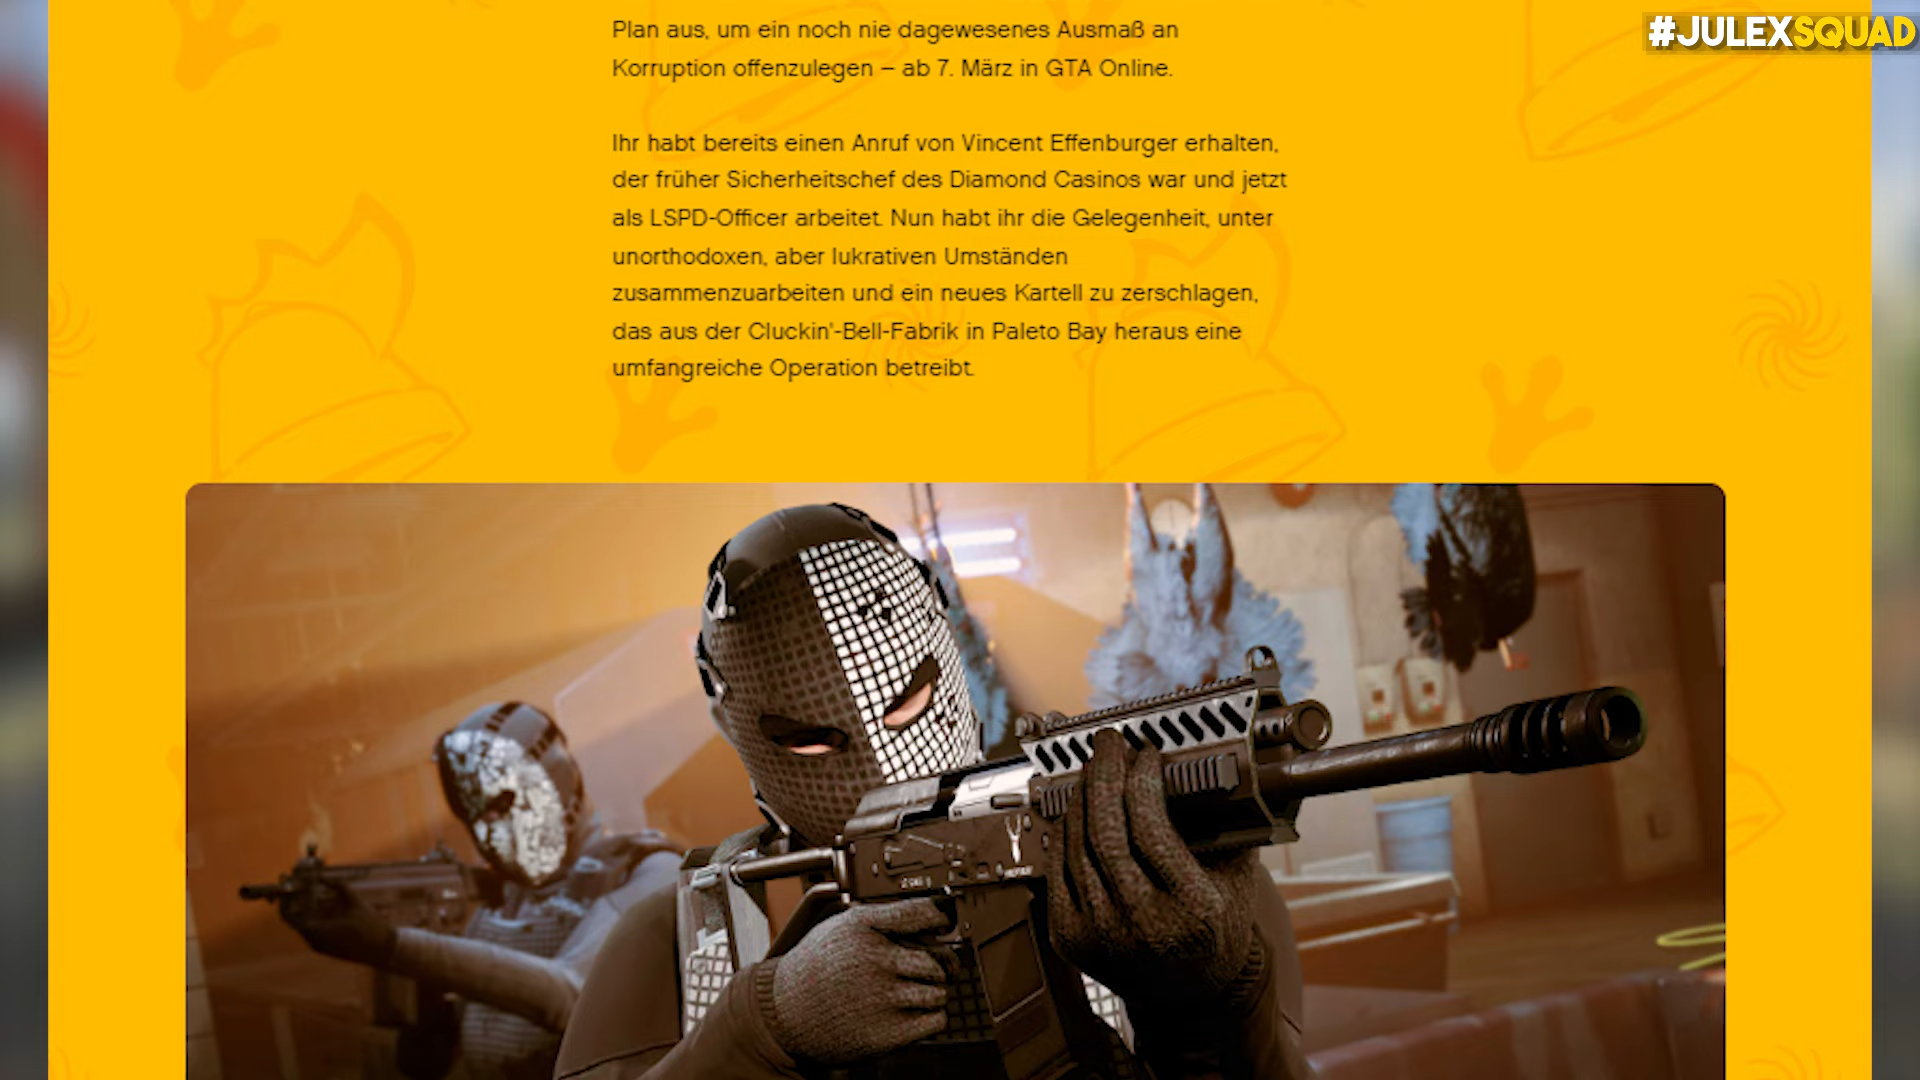 #JULEXSQUAD
Plan aus, um ein noch nie dagewesenes Ausmaß an
Korruption offenzulegen – ab 7. März in GTA Online.
Ihr habt bereits einen Anruf von Vincent Effenburger erhalten,
der früher Sicherheitschef des Diamond Casinos war und jetzt
als LSPD-Officer arbeitet. Nun habt ihr die Gelegenheit, unter
unorthodoxen, aber lukrativen Umständen
zusammenzuarbeiten und ein neues Kartell zu zerschlagen,
das aus der Cluckin'-Bell-Fabrik in Paleto Bay heraus eine
umfangreiche Operation betreibt.